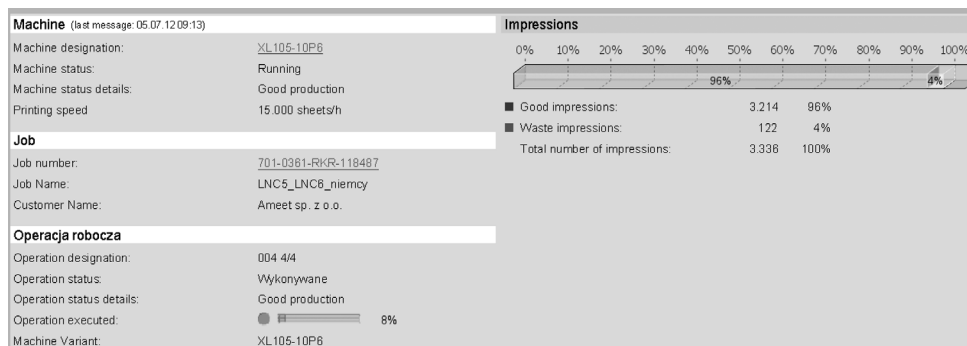 Machine (last message: 05.07.12 09:13)
Machine designation: XL105-10P6
Machine status: Running
Machine status details: Good production
Printing speed 15.000 sheets/h
Job
Job number: 701-0361-RKR-118487
Job Name: LNC5_LNC6_niemcy
Customer Name: Ameet sp. z o.o.
Operacja robocza
Operation designation: 004 4/4
Operation status: Wykonywane
Operation status details: Good production
Operation executed: 8%
Machine Variant: XL105-10P6
Impressions
0% 10% 20% 30% 40% 50% 60% 70% 80% 90% 100%
96% 4%
Good impressions: 3.214 96%
Waste impressions: 122 4%
Total number of impressions: 3.336 100%